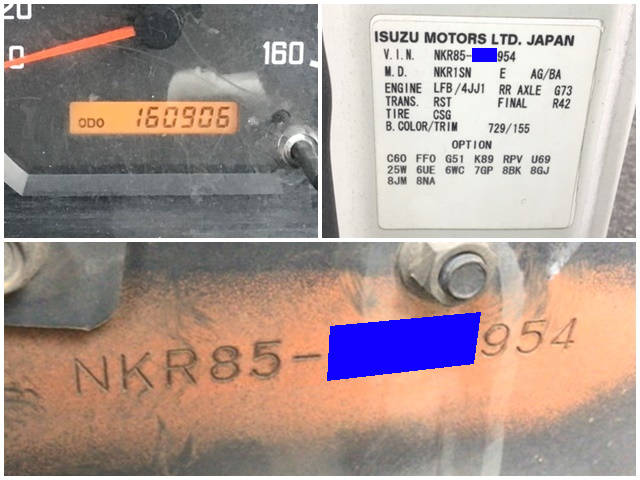 20
0
160
ODO 160906
ISUZU MOTORS LTD. JAPAN
V.I.N. NKR85- 954
M.D. NKR1SN E AG/BA
ENGINE LFB/4JJ1 RR AXLE G73
TRANS. RST FINAL R42
TIRE CSG
B.COLOR/TRIM 729/155
OPTION
C60 FF0 G51 K89 RPV U69
25W 6UE 6WC 7GP 8BK 8GJ
8JM 8NA
NKR85- 954